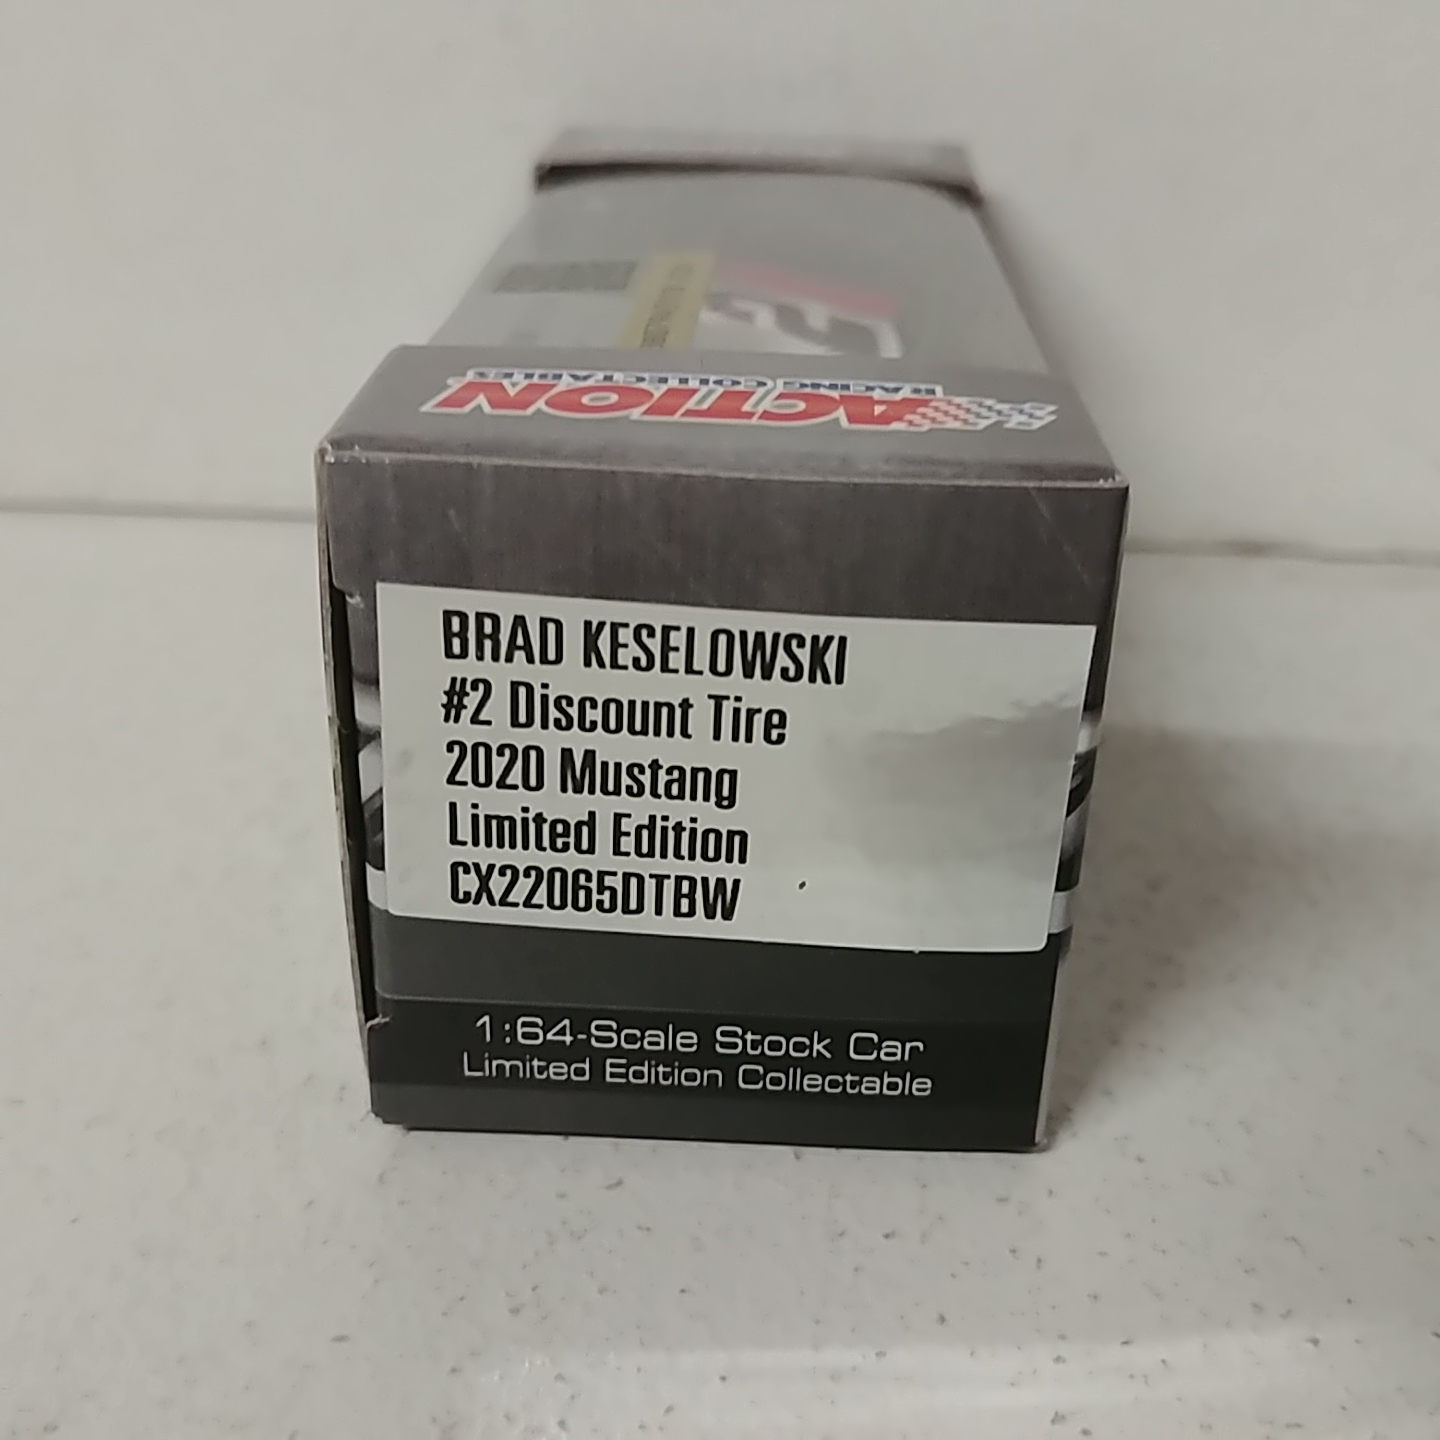 ACTION
RACING COLLECTABLES
BRAD KESELOWSKI
#2 Discount Tire
2020 Mustang
Limited Edition
CX22065DTBW
1:64-Scale Stock Car
Limited Edition Collectable